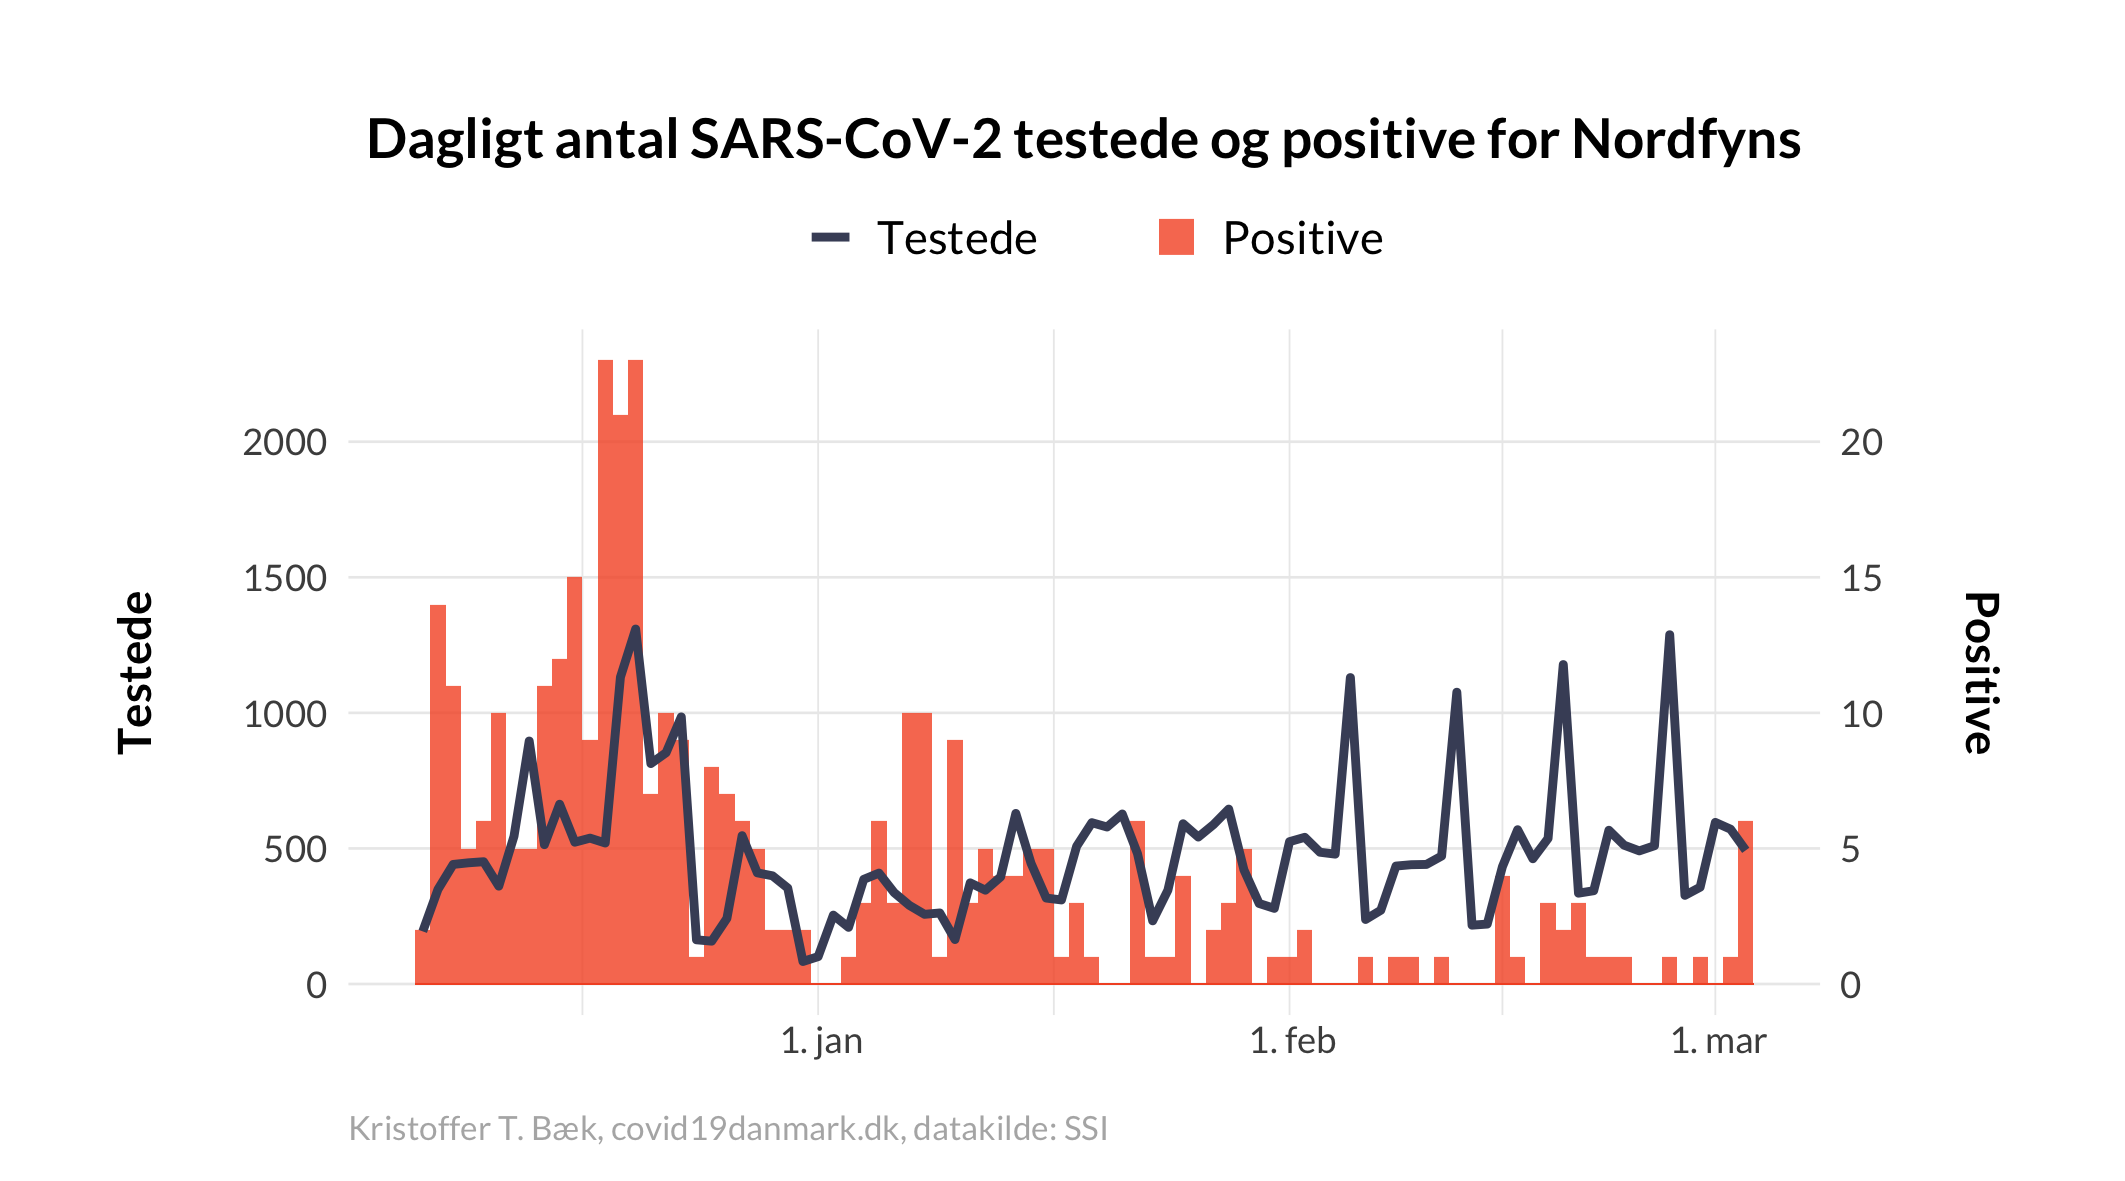 Dagligt antal SARS-CoV-2 testede og positive for Nordfyns
Testede
Positive
Testede
2000
1500
1000
500
0
20
15
10
5
0
Positive
1. jan
1. feb
1. mar
Kristoffer T. Bæk, covid19danmark.dk, datakilde: SSI